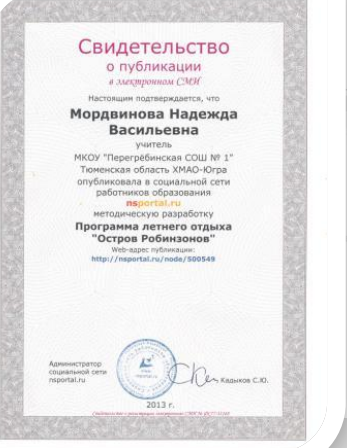 Свидетельство
о публикации
в электронном СМИ
Настоящим подтверждается, что
Мордвинова Надежда
Васильевна
учитель
МКОУ "Перегрёбинская СОШ № 1"
Тюменская область ХМАО-Югра
опубликовала в социальной сети
работников образования
nsportal.ru
методическую разработку
Программа летнего отдыха
"Остров Робинзонов"
Web-адрес публикации:
http://nsportal.ru/node/500549
Администратор
социальной сети
nsportal.ru
Кадыков С.Ю.
2013 г.